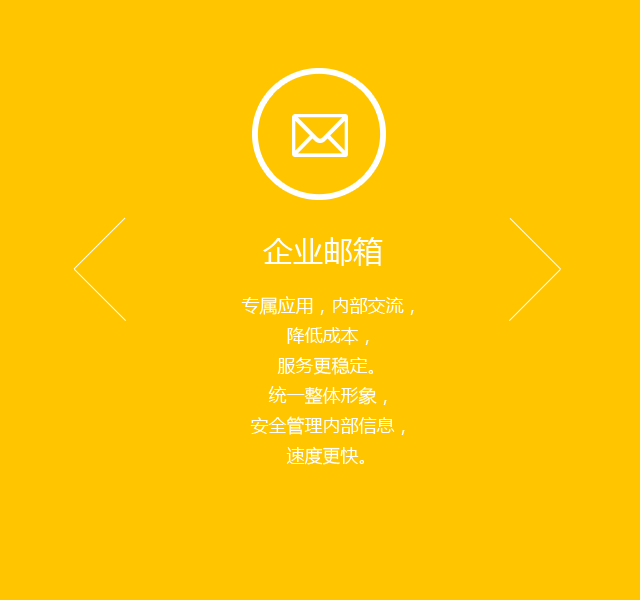 企业邮箱
专属应用，内部交流，
降低成本，
服务更稳定。
统一整体形象，
安全管理内部信息，
速度更快。